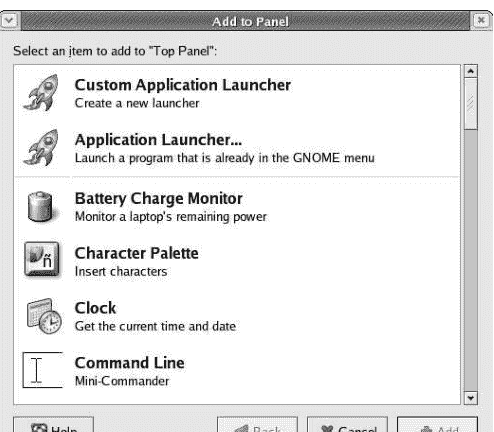 Add to Panel
Select an item to add to "Top Panel":
Custom Application Launcher
Create a new launcher
Application Launcher...
Launch a program that is already in the GNOME menu
Battery Charge Monitor
Monitor a laptop's remaining power
Character Palette
Insert characters
Clock
Get the current time and date
Command Line
Mini-Commander
Help Back Cancel Add